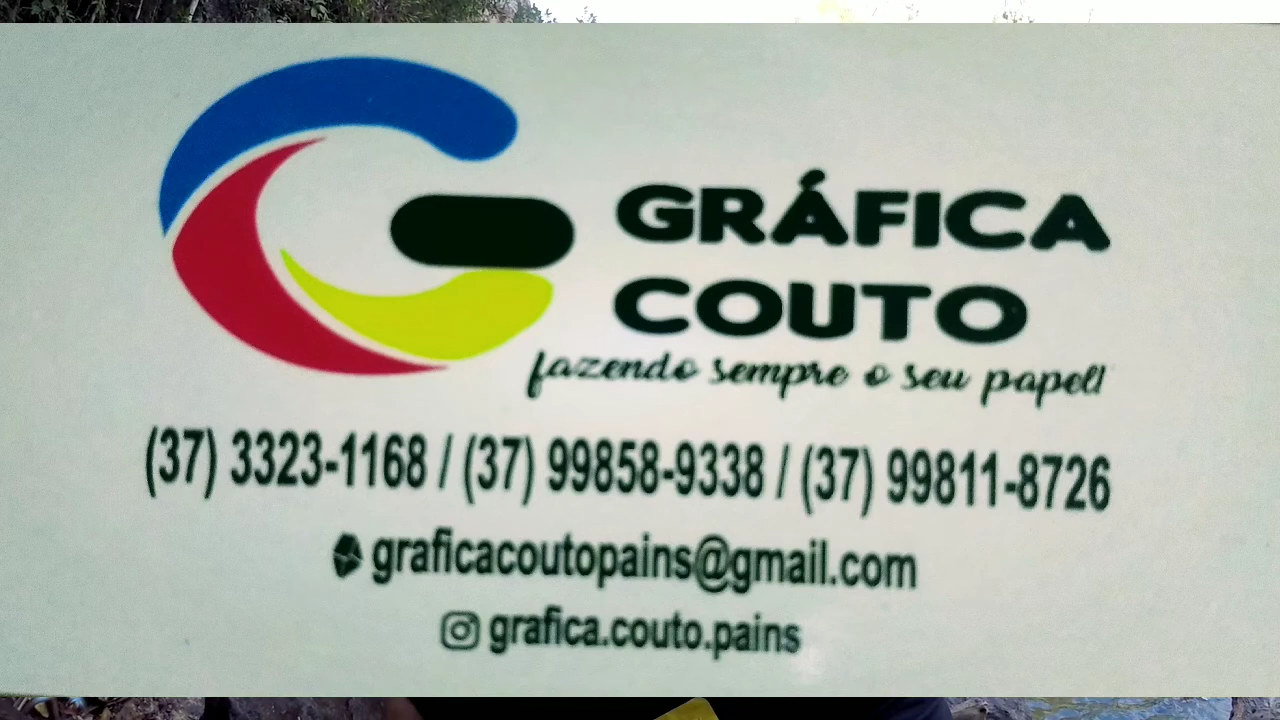 GRÁFICA
COUTO
fazendo sempre o seu papel!
(37) 3323-1168 / (37) 99858-9338 / (37) 99811-8726
graficacoutopains@gmail.com
grafica.couto.pains